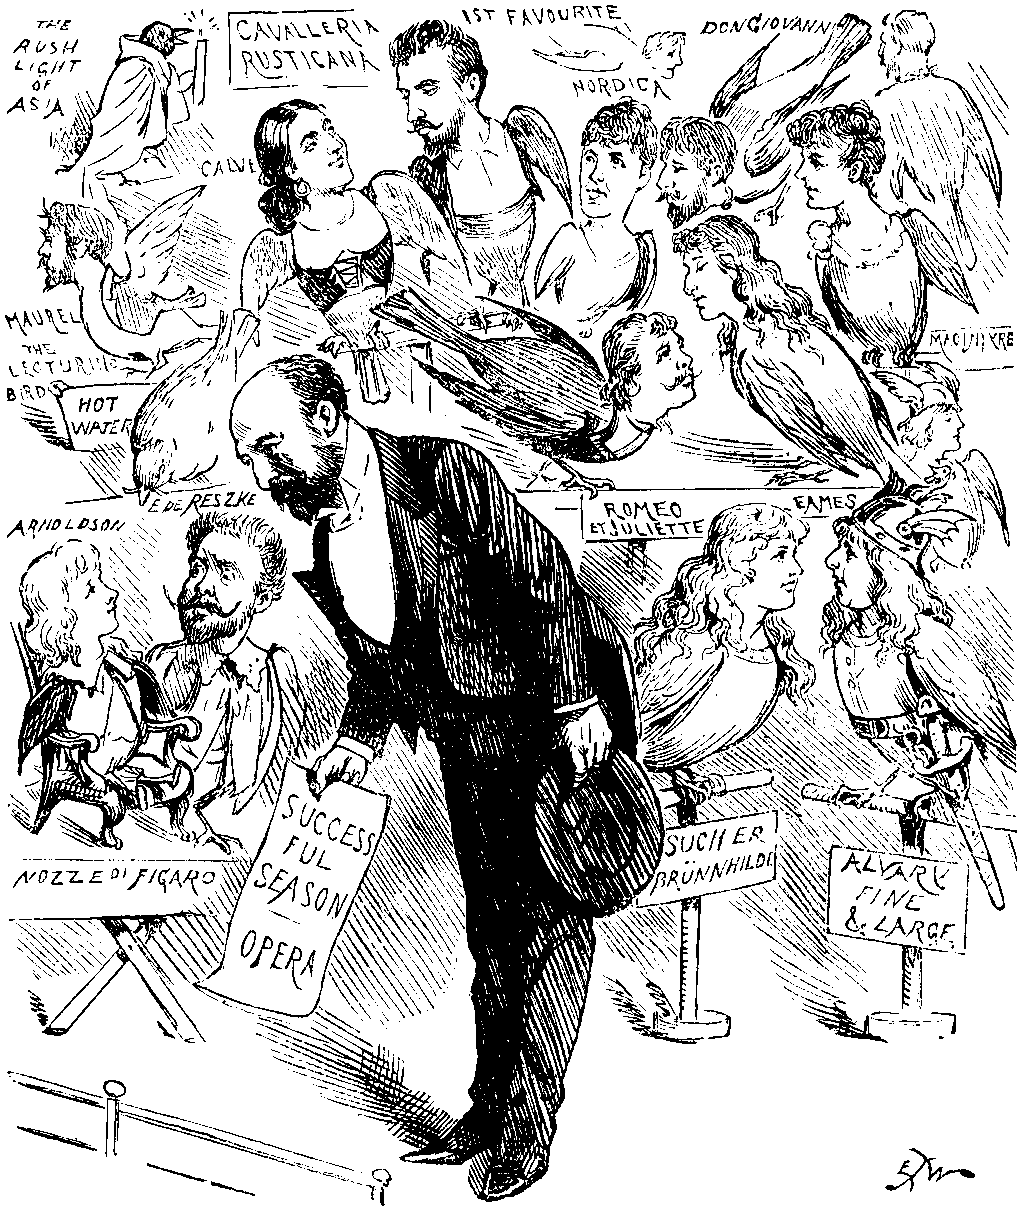 THE
RUSH
LIGHT
OF
ASIA
CAVALLERIA
RUSTICANA
1ST FAVOURITE
NORDICA
DON GIOVANNI
CALVE
MAUREL
THE
LECTURING
BIRD
HOT
WATER
MACINTYRE
E DE RESZKE
ARNOLDSON
ROMEO
ET JULIETTE
EAMES
NOZZE DI FIGARO
SUCCESS
FUL
SEASON
—
OPERA
SUCHER
BRÜNNHILDE
ALVARY
FINE
& LARGE